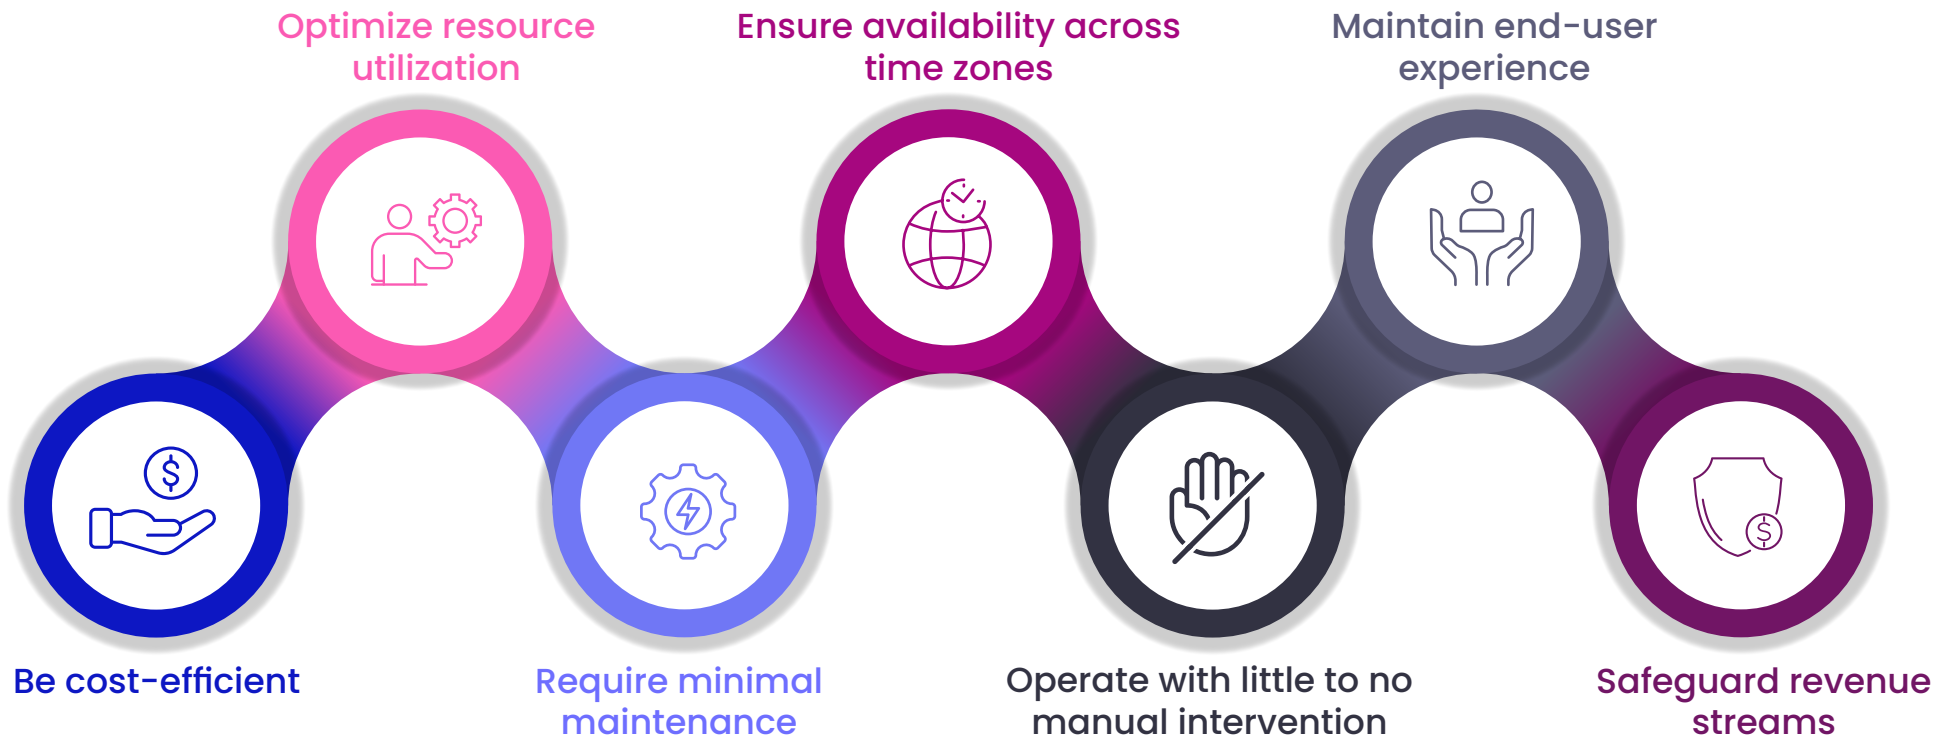 Optimize resource
utilization
Ensure availability across
time zones
Maintain end-user
experience
$
$
Be cost-efficient
Require minimal
maintenance
Operate with little to no
manual intervention
Safeguard revenue
streams